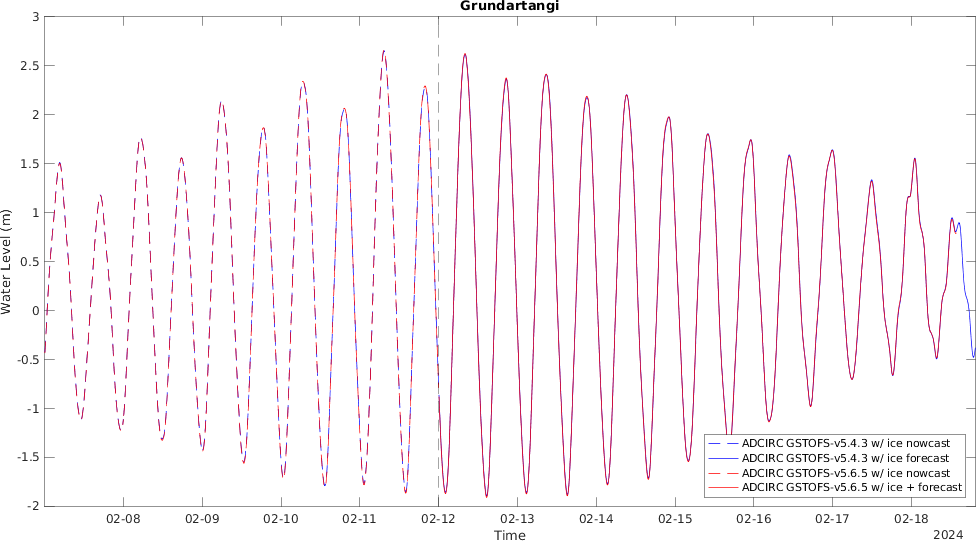 Grundartangi
3
2.5
2
1.5
1
0.5
0
-0.5
-1
-1.5
-2
Water Level (m)
ADCIRC GSTOFS-v5.4.3 w/ ice nowcast
ADCIRC GSTOFS-v5.4.3 w/ ice forecast
ADCIRC GSTOFS-v5.6.5 w/ ice nowcast
ADCIRC GSTOFS-v5.6.5 w/ ice + forecast
02-08 02-09 02-10 02-11 02-12 02-13 02-14 02-15 02-16 02-17 02-18
Time
2024